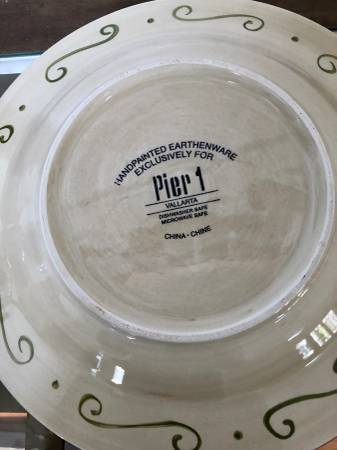 HANDPAINTED EARTHENWARE
EXCLUSIVELY FOR
Pier 1
VALLARTA
DISHWASHER SAFE
MICROWAVE SAFE
CHINA · CHINE